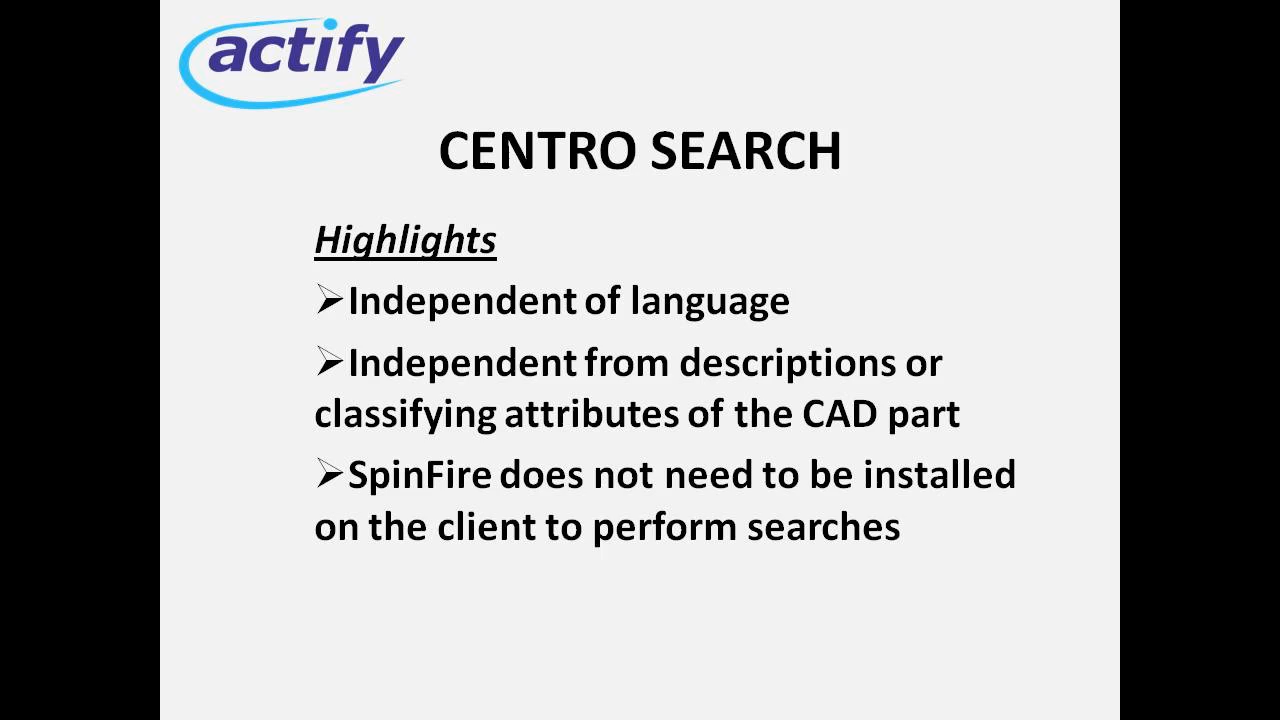 actify
CENTRO SEARCH
Highlights
➢Independent of language
➢Independent from descriptions or
classifying attributes of the CAD part
➢SpinFire does not need to be installed
on the client to perform searches